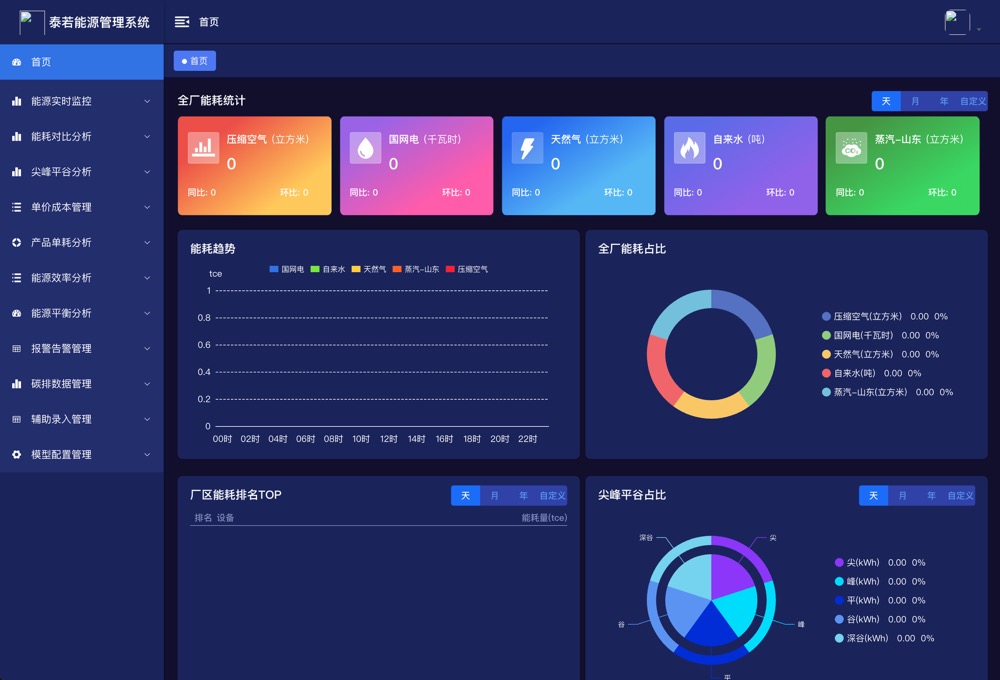 泰若能源管理系统
首页
首页
首页
能源实时监控
能耗对比分析
尖峰平谷分析
单价成本管理
产品单耗分析
能源效率分析
能源平衡分析
报警告警管理
碳排数据管理
辅助录入管理
模型配置管理
全厂能耗统计
天 月 年 自定义
压缩空气 (立方米)
0
同比: 0 环比: 0
国网电 (千瓦时)
0
同比: 0 环比: 0
天然气 (立方米)
0
同比: 0 环比: 0
自来水 (吨)
0
同比: 0 环比: 0
CO₂
蒸汽-山东 (立方米)
0
同比: 0 环比: 0
能耗趋势
国网电 自来水 天然气 蒸汽-山东 压缩空气
tce
1
0.8
0.6
0.4
0.2
0
00时 02时 04时 06时 08时 10时 12时 14时 16时 18时 20时 22时
全厂能耗占比
压缩空气(立方米) 0.00 0%
国网电(千瓦时) 0.00 0%
天然气(立方米) 0.00 0%
自来水(吨) 0.00 0%
蒸汽-山东(立方米) 0.00 0%
厂区能耗排名TOP
天 月 年 自定义
排名 设备 能耗量(tce)
尖峰平谷占比
天 月 年 自定义
深谷 尖
谷 峰
平
尖(kWh) 0.00 0%
峰(kWh) 0.00 0%
平(kWh) 0.00 0%
谷(kWh) 0.00 0%
深谷(kWh) 0.00 0%